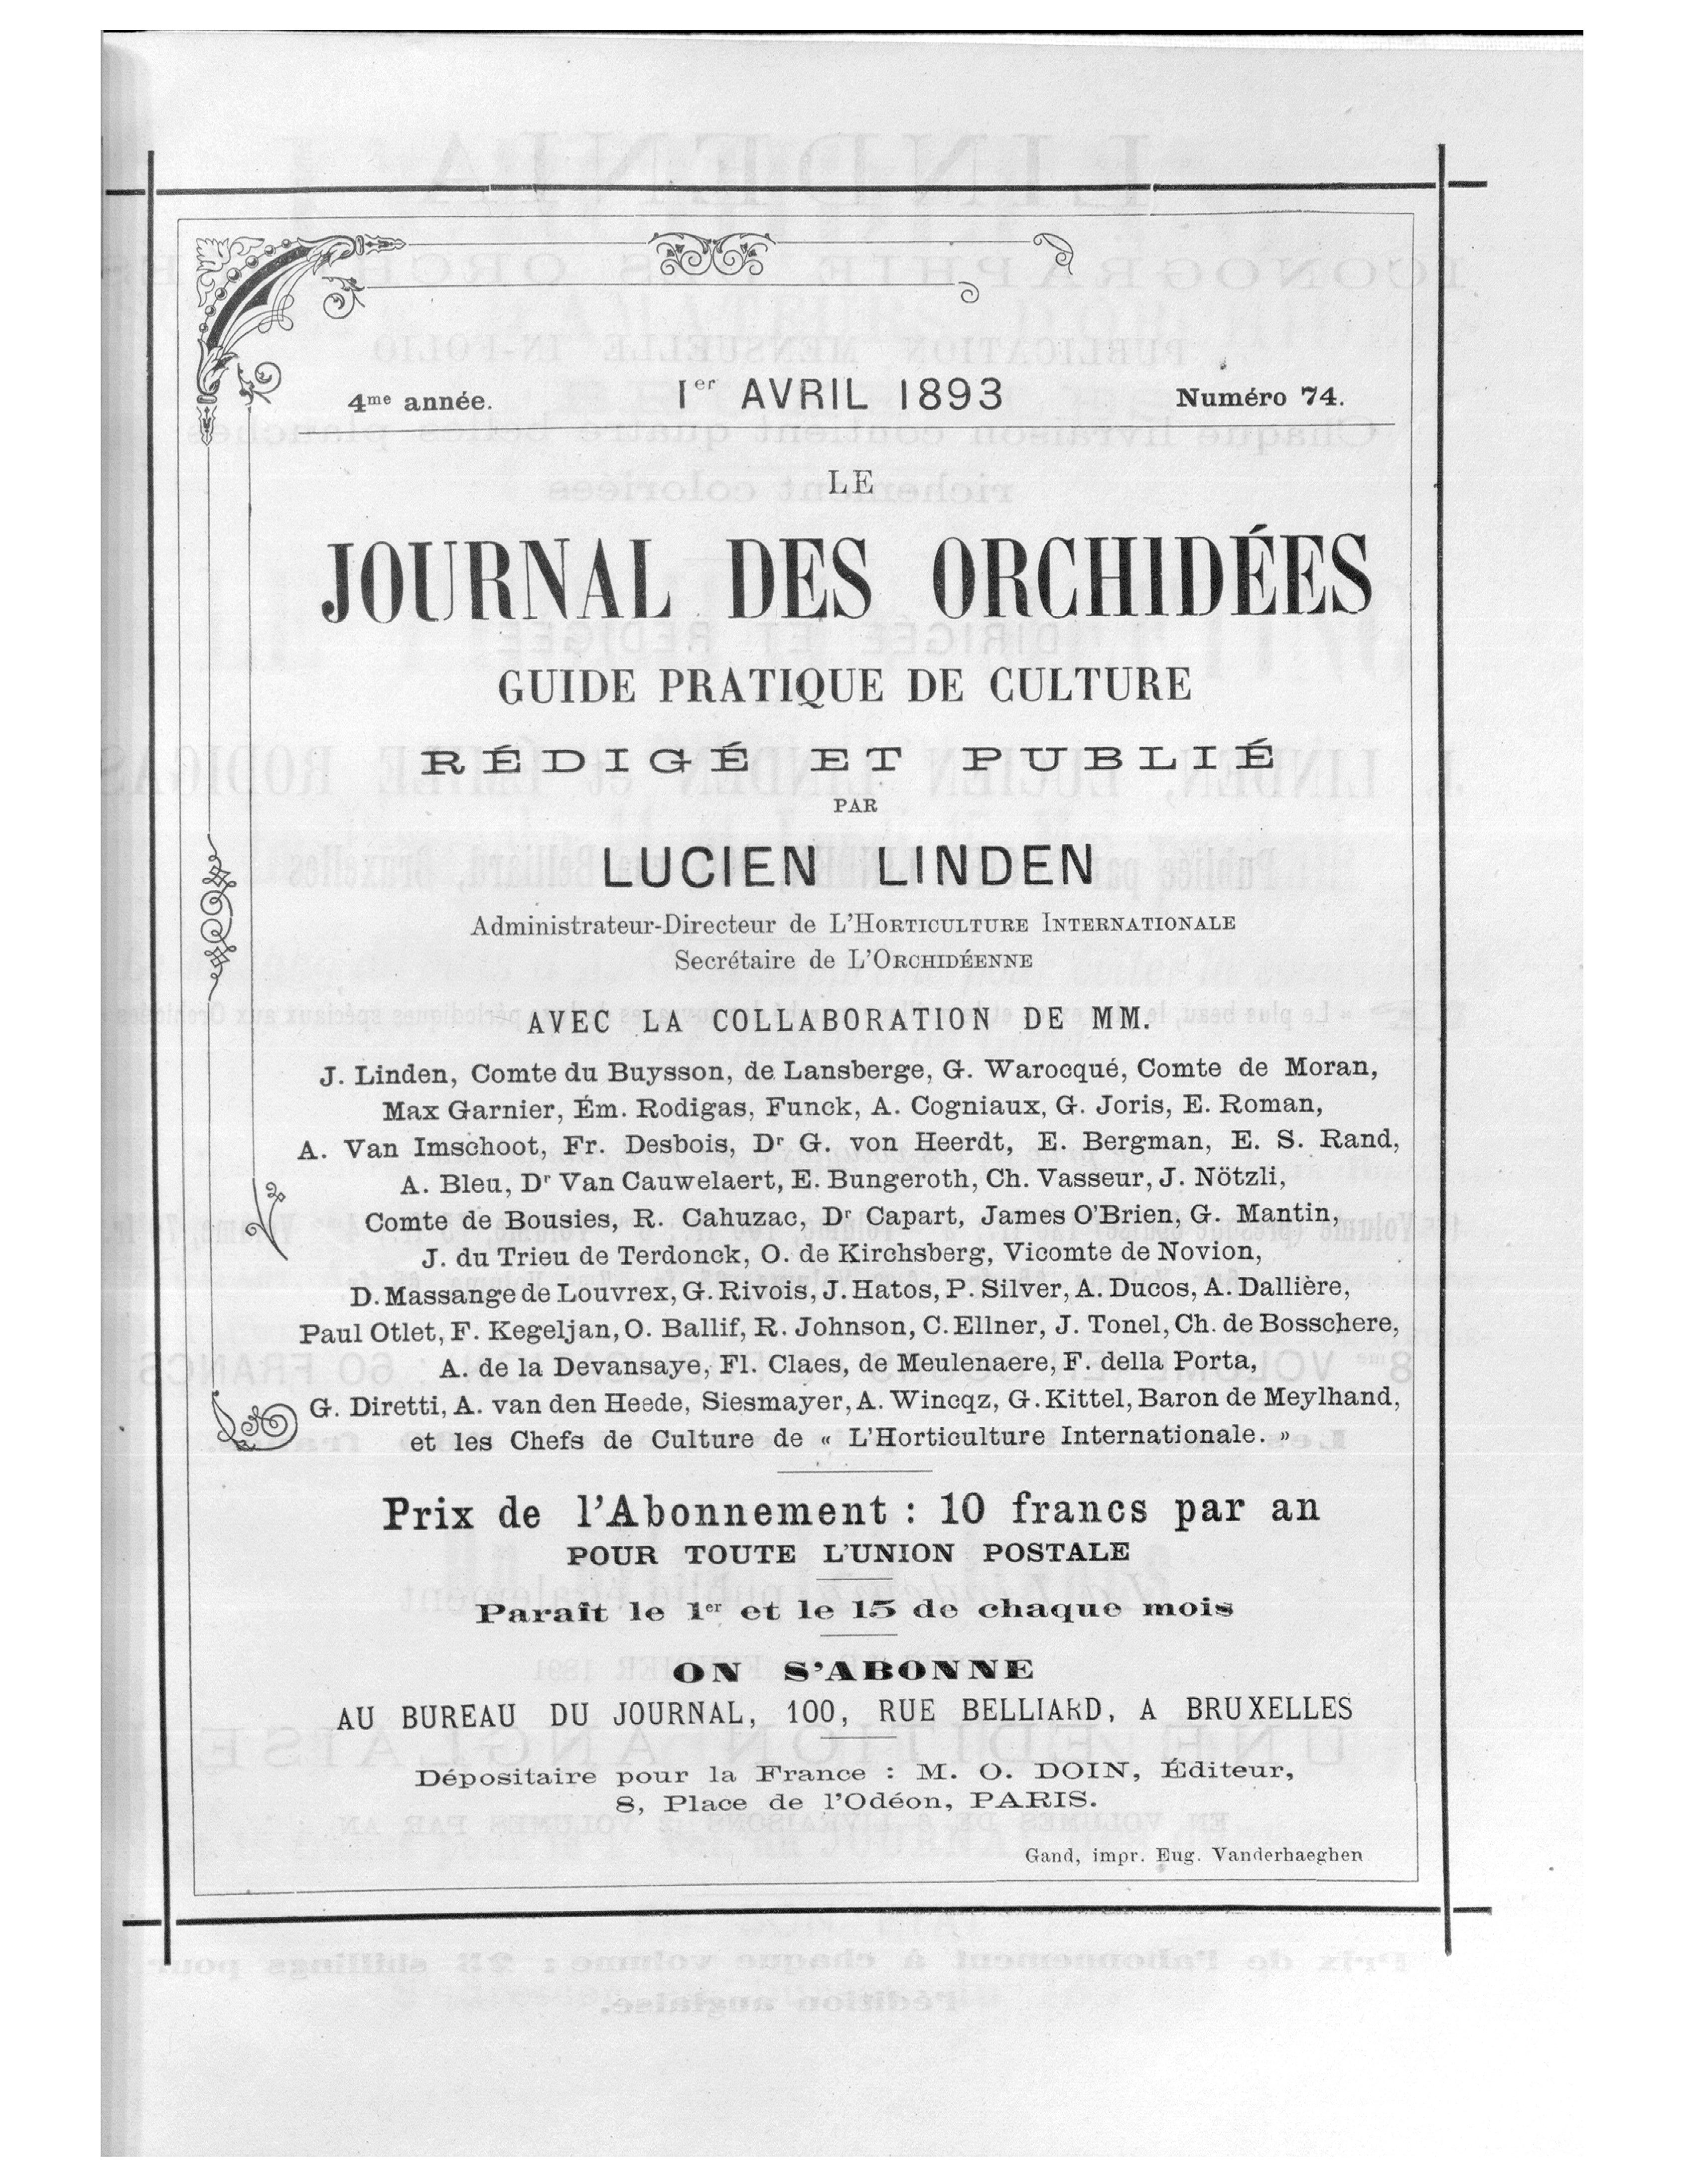 4me année. 1er AVRIL 1893 Numéro 74.
LE
JOURNAL DES ORCHIDÉES
GUIDE PRATIQUE DE CULTURE
RÉDIGÉ ET PUBLIÉ
PAR
LUCIEN LINDEN
Administrateur-Directeur de L'HORTICULTURE INTERNATIONALE
Secrétaire de L'ORCHIDÉENNE
AVEC LA COLLABORATION DE MM.
J. Linden, Comte du Buysson, de Lansberge, G. Warocqué, Comte de Moran,
Max Garnier, Ém. Rodigas, Funck, A. Cogniaux, G. Joris, E. Roman,
A. Van Imschoot, Fr. Desbois, Dr G. von Heerdt, E. Bergman, E. S. Rand,
A. Bleu, Dr Van Cauwelaert, E. Bungeroth, Ch. Vasseur, J. Nötzli,
Comte de Bousies, R. Cahuzac, Dr Capart, James O'Brien, G. Mantin,
J. du Trieu de Terdonck, O. de Kirchsberg, Vicomte de Novion,
D. Massange de Louvrex, G. Rivois, J. Hatos, P. Silver, A. Ducos, A. Dallière,
Paul Otlet, F. Kegeljan, O. Ballif, R. Johnson, C. Ellner, J. Tonel, Ch. de Bosschere,
A. de la Devansaye, Fl. Claes, de Meulenaere, F. della Porta,
G. Diretti, A. van den Heede, Siesmayer, A. Wincqz, G. Kittel, Baron de Meylhand,
et les Chefs de Culture de « L'Horticulture Internationale. »
Prix de l'Abonnement : 10 francs par an
POUR TOUTE L'UNION POSTALE
Paraît le 1er et le 15 de chaque mois
ON S'ABONNE
AU BUREAU DU JOURNAL, 100, RUE BELLIARD, A BRUXELLES
Dépositaire pour la France : M. O. DOIN, Éditeur,
8, Place de l'Odéon, PARIS.
Gand, impr. Eug. Vanderhaeghen